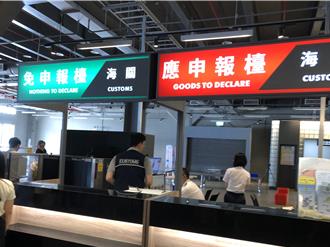 免申報檯 海關
NOTHING TO DECLARE CUSTOMS
應申報檯 海
GOODS TO DECLARE CUSTOMS
CUSTOMS